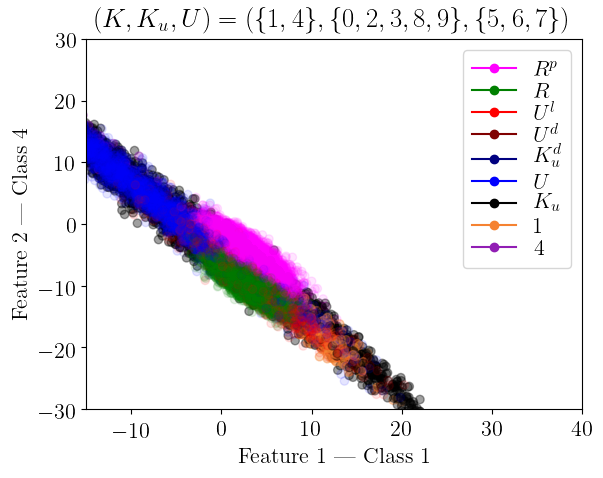 (K, K_u, U) = ({1, 4}, {0, 2, 3, 8, 9}, {5, 6, 7})
30
20
10
0
−10
−20
−30
−10
0
10
20
30
40
Feature 2 — Class 4
Feature 1 — Class 1
R^p
R
U^l
U^d
K_u^d
U
K_u
1
4